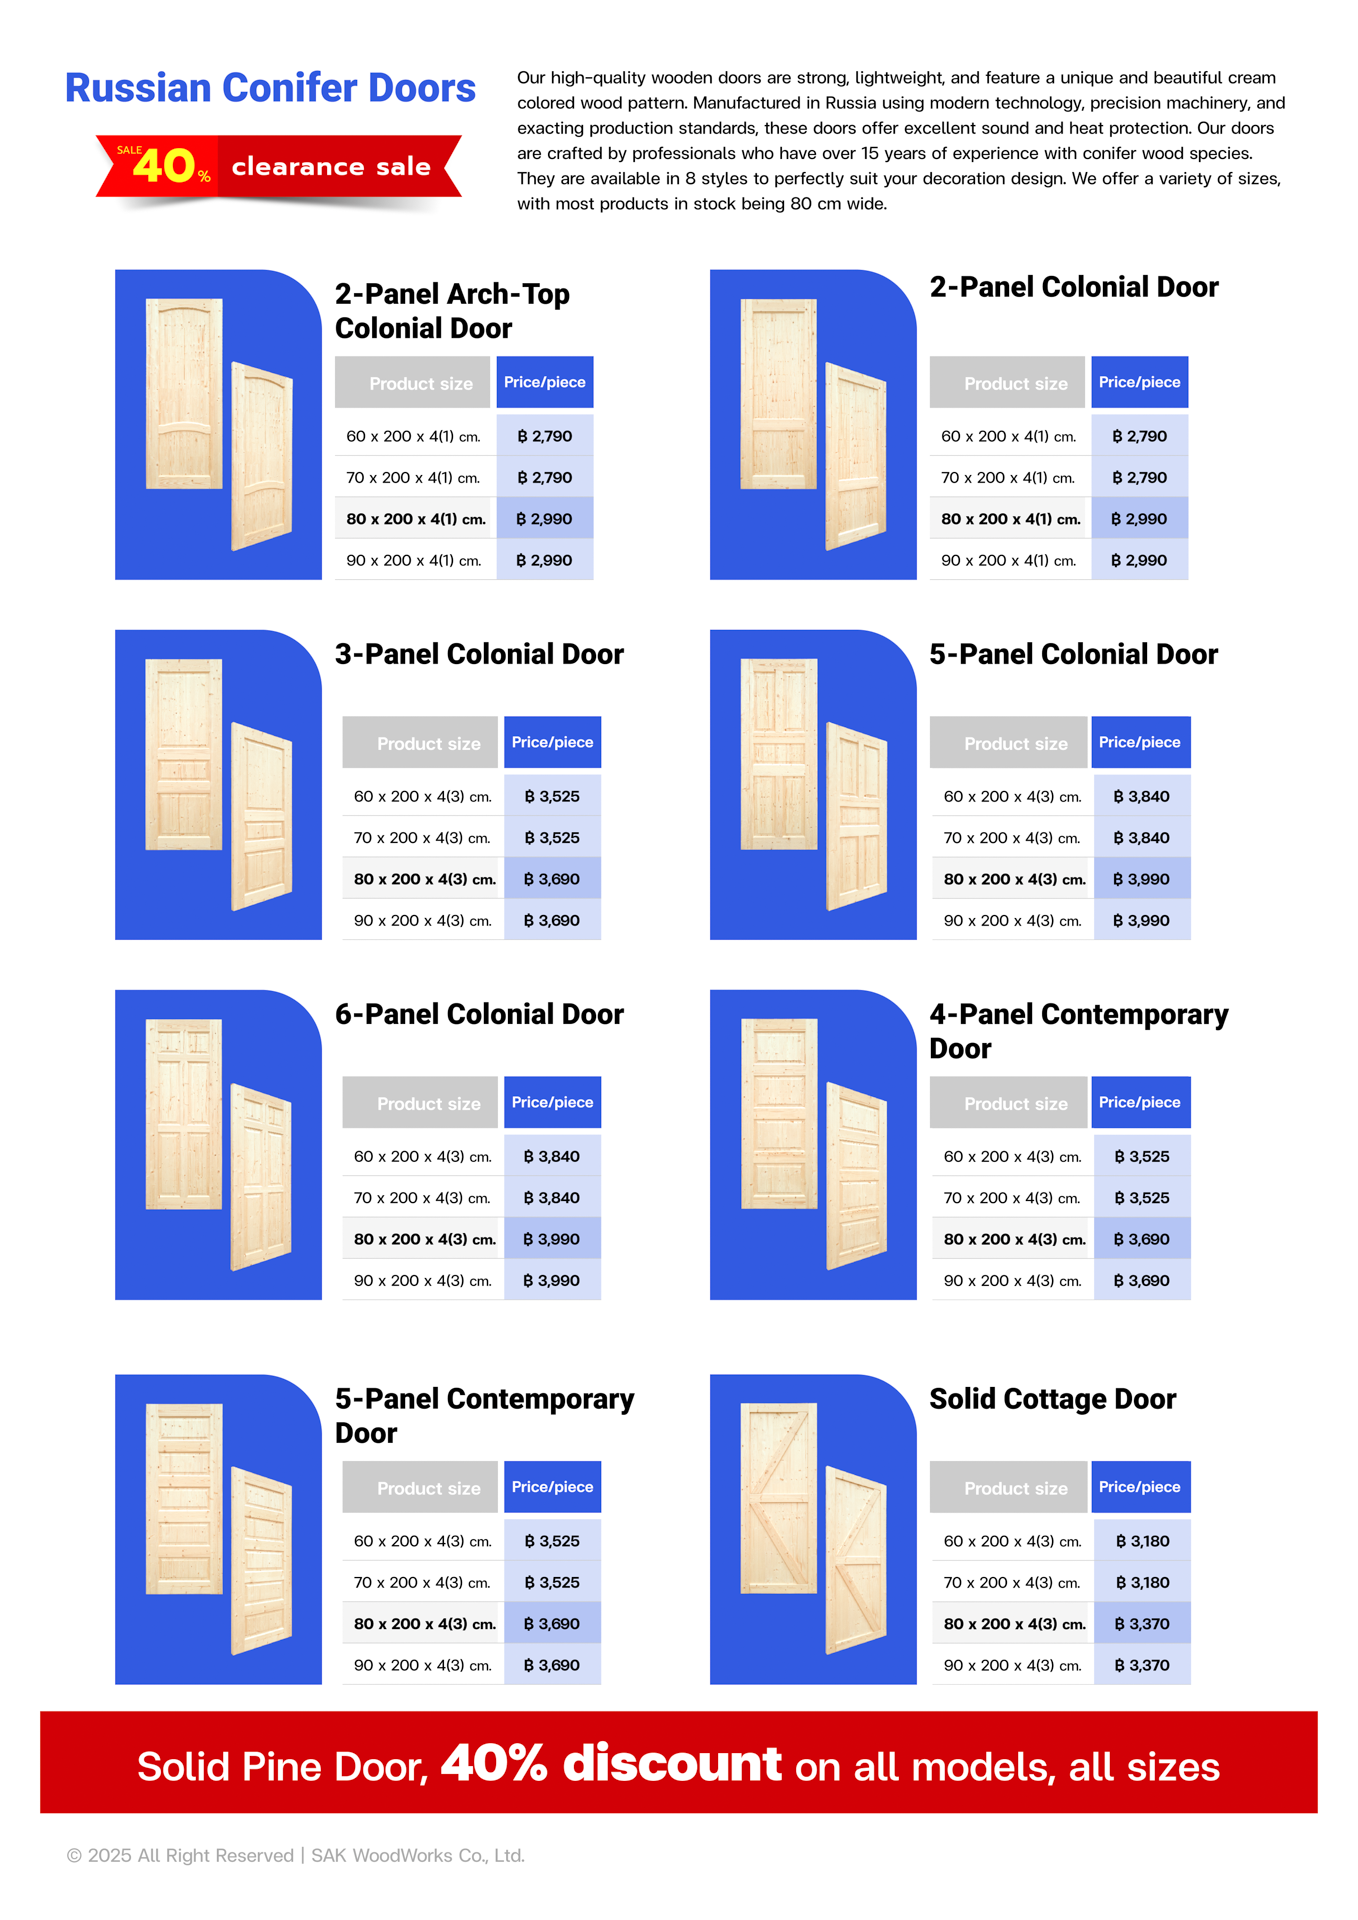 Russian Conifer Doors
SALE 40% clearance sale
Our high-quality wooden doors are strong, lightweight, and feature a unique and beautiful cream
colored wood pattern. Manufactured in Russia using modern technology, precision machinery, and
exacting production standards, these doors offer excellent sound and heat protection. Our doors
are crafted by professionals who have over 15 years of experience with conifer wood species.
They are available in 8 styles to perfectly suit your decoration design. We offer a variety of sizes,
with most products in stock being 80 cm wide.
2-Panel Arch-Top
Colonial Door
Product size Price/piece
60 x 200 x 4(1) cm. ฿ 2,790
70 x 200 x 4(1) cm. ฿ 2,790
80 x 200 x 4(1) cm. ฿ 2,990
90 x 200 x 4(1) cm. ฿ 2,990
2-Panel Colonial Door
Product size Price/piece
60 x 200 x 4(1) cm. ฿ 2,790
70 x 200 x 4(1) cm. ฿ 2,790
80 x 200 x 4(1) cm. ฿ 2,990
90 x 200 x 4(1) cm. ฿ 2,990
3-Panel Colonial Door
Product size Price/piece
60 x 200 x 4(3) cm. ฿ 3,525
70 x 200 x 4(3) cm. ฿ 3,525
80 x 200 x 4(3) cm. ฿ 3,690
90 x 200 x 4(3) cm. ฿ 3,690
5-Panel Colonial Door
Product size Price/piece
60 x 200 x 4(3) cm. ฿ 3,840
70 x 200 x 4(3) cm. ฿ 3,840
80 x 200 x 4(3) cm. ฿ 3,990
90 x 200 x 4(3) cm. ฿ 3,990
6-Panel Colonial Door
Product size Price/piece
60 x 200 x 4(3) cm. ฿ 3,840
70 x 200 x 4(3) cm. ฿ 3,840
80 x 200 x 4(3) cm. ฿ 3,990
90 x 200 x 4(3) cm. ฿ 3,990
4-Panel Contemporary
Door
Product size Price/piece
60 x 200 x 4(3) cm. ฿ 3,525
70 x 200 x 4(3) cm. ฿ 3,525
80 x 200 x 4(3) cm. ฿ 3,690
90 x 200 x 4(3) cm. ฿ 3,690
5-Panel Contemporary
Door
Product size Price/piece
60 x 200 x 4(3) cm. ฿ 3,525
70 x 200 x 4(3) cm. ฿ 3,525
80 x 200 x 4(3) cm. ฿ 3,690
90 x 200 x 4(3) cm. ฿ 3,690
Solid Cottage Door
Product size Price/piece
60 x 200 x 4(3) cm. ฿ 3,180
70 x 200 x 4(3) cm. ฿ 3,180
80 x 200 x 4(3) cm. ฿ 3,370
90 x 200 x 4(3) cm. ฿ 3,370
Solid Pine Door, 40% discount on all models, all sizes
© 2025 All Right Reserved | SAK WoodWorks Co., Ltd.